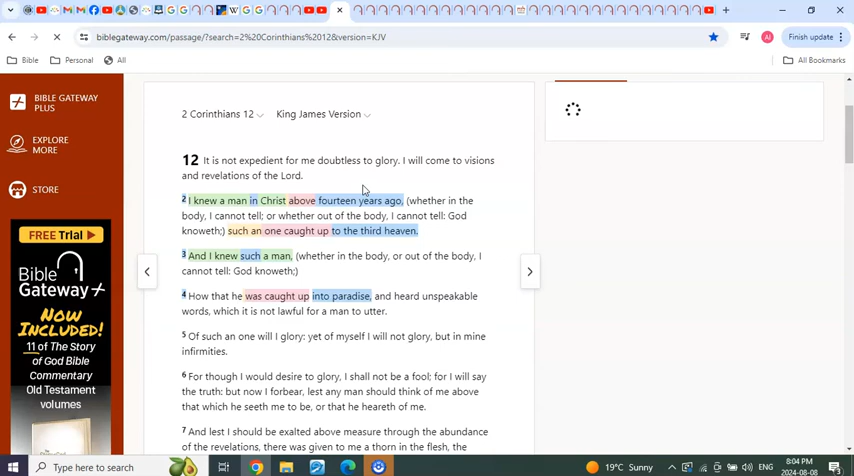 biblegateway.com/passage/?search=2%20Corinthians%2012&version=KJV
AI
Finish update
Bible
Personal
All
All Bookmarks
BIBLE GATEWAY
PLUS
EXPLORE
MORE
STORE
FREE Trial
Bible
Gateway+
Now
INCLUDED!
11 of The Story
of God Bible
Commentary
Old Testament
volumes
2 Corinthians 12
King James Version
12 It is not expedient for me doubtless to glory. I will come to visions
and revelations of the Lord.
2 I knew a man in Christ above fourteen years ago, (whether in the
body, I cannot tell; or whether out of the body, I cannot tell: God
knoweth;) such an one caught up to the third heaven.
3 And I knew such a man, (whether in the body, or out of the body, I
cannot tell: God knoweth;)
4 How that he was caught up into paradise, and heard unspeakable
words, which it is not lawful for a man to utter.
5 Of such an one will I glory: yet of myself I will not glory, but in mine
infirmities.
6 For though I would desire to glory, I shall not be a fool; for I will say
the truth: but now I forbear, lest any man should think of me above
that which he seeth me to be, or that he heareth of me.
7 And lest I should be exalted above measure through the abundance
of the revelations, there was given to me a thorn in the flesh, the
Type here to search
19°C Sunny
ENG
8:04 PM
2024-08-08
3